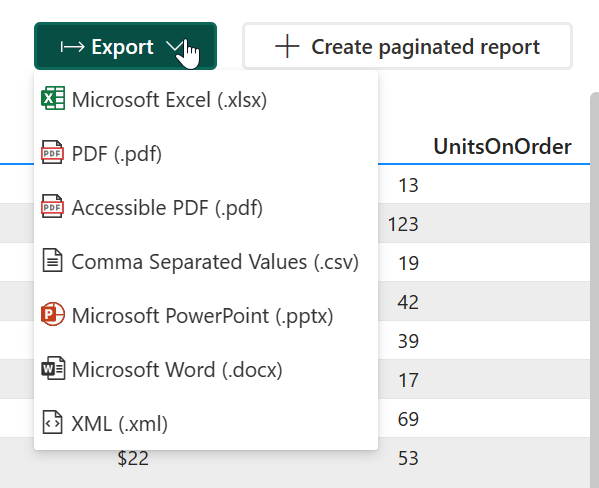 Export
Create paginated report
Microsoft Excel (.xlsx)
PDF (.pdf)
Accessible PDF (.pdf)
Comma Separated Values (.csv)
Microsoft PowerPoint (.pptx)
Microsoft Word (.docx)
XML (.xml)
UnitsOnOrder
13
123
19
42
39
17
69
$22 53